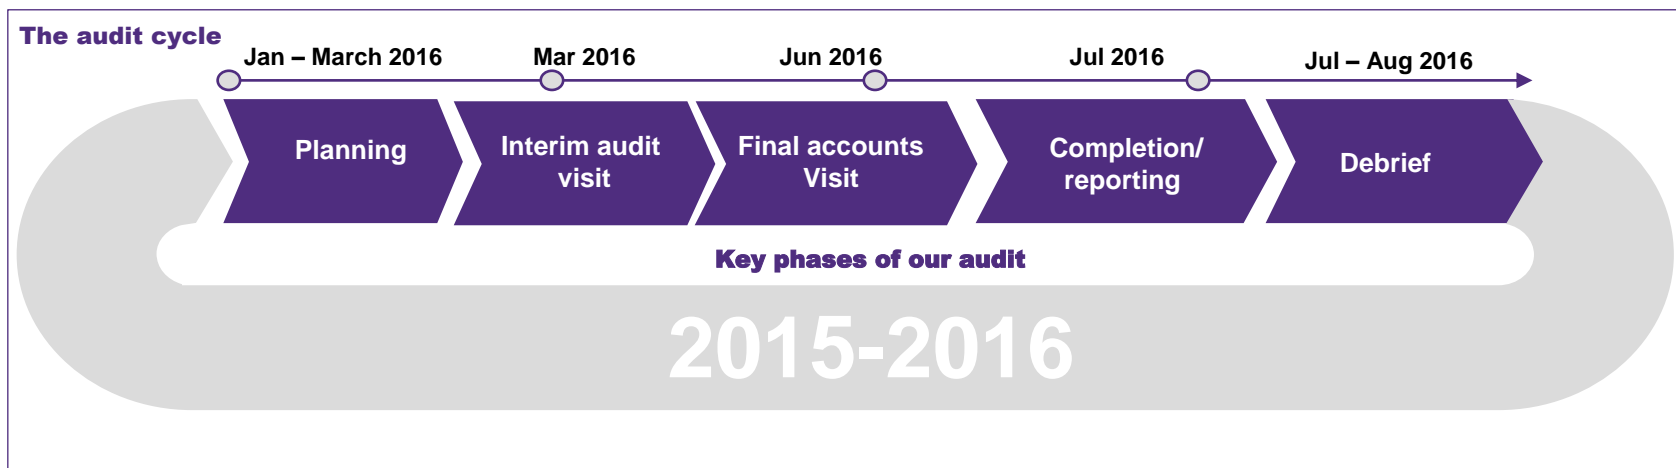 The audit cycle
Jan – March 2016
Mar 2016
Jun 2016
Jul 2016
Jul – Aug 2016
Planning
Interim audit
visit
Final accounts
Visit
Completion/
reporting
Debrief
Key phases of our audit
2015-2016